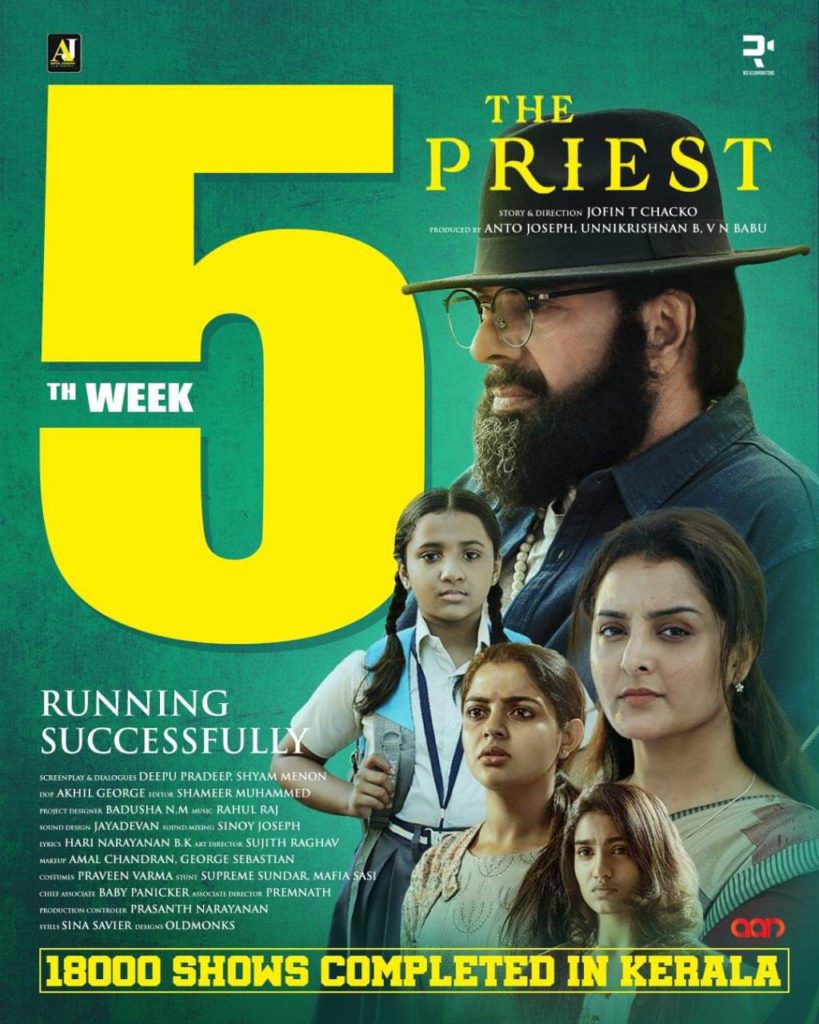 AJ
R
RD ILLUMINATIONS
THE
PRIEST
STORY & DIRECTION JOFIN T CHACKO
PRODUCED BY ANTO JOSEPH, UNNIKRISHNAN B, V N BABU
5
TH WEEK
RUNNING
SUCCESSFULLY
SCREENPLAY & DIALOGUES DEEPU PRADEEP, SHYAM MENON
DOP AKHIL GEORGE EDITOR SHAMEER MUHAMMED
PROJECT DESIGNER BADUSHA N.M MUSIC RAHUL RAJ
SOUND DESIGN JAYADEVAN SOUND MIXING SINOY JOSEPH
LYRICS HARI NARAYANAN B.K ART DIRECTOR SUJITH RAGHAV
MAKEUP AMAL CHANDRAN, GEORGE SEBASTIAN
COSTUMES PRAVEEN VARMA STUNT SUPREME SUNDAR, MAFIA SASI
CHIEF ASSOCIATE BABY PANICKER ASSOCIATE DIRECTOR PREMNATH
PRODUCTION CONTROLER PRASANTH NARAYANAN
STILLS SINA SAVIER DESIGNS OLDMONKS
aan
18000 SHOWS COMPLETED IN KERALA